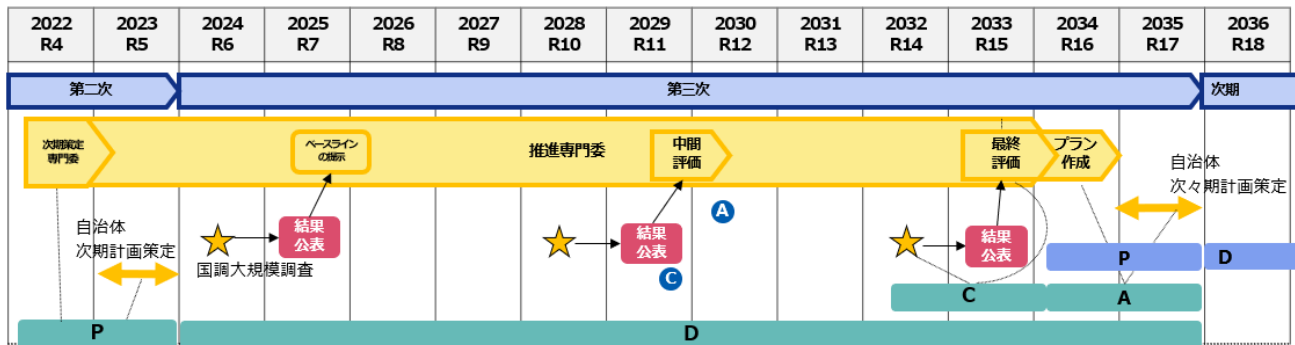 2022 2023 2024 2025 2026 2027 2028 2029 2030 2031 2032 2033 2034 2035 2036
R4 R5 R6 R7 R8 R9 R10 R11 R12 R13 R14 R15 R16 R17 R18
第二次 第三次 次期
次期策定
専門委
ベースライン
の提示
推進専門委
中間
評価
最終
評価
プラン
作成
自治体
次々期計画策定
自治体
次期計画策定
国調大規模調査
結果
公表
結果
公表
結果
公表
A
C
P D
C A
P D